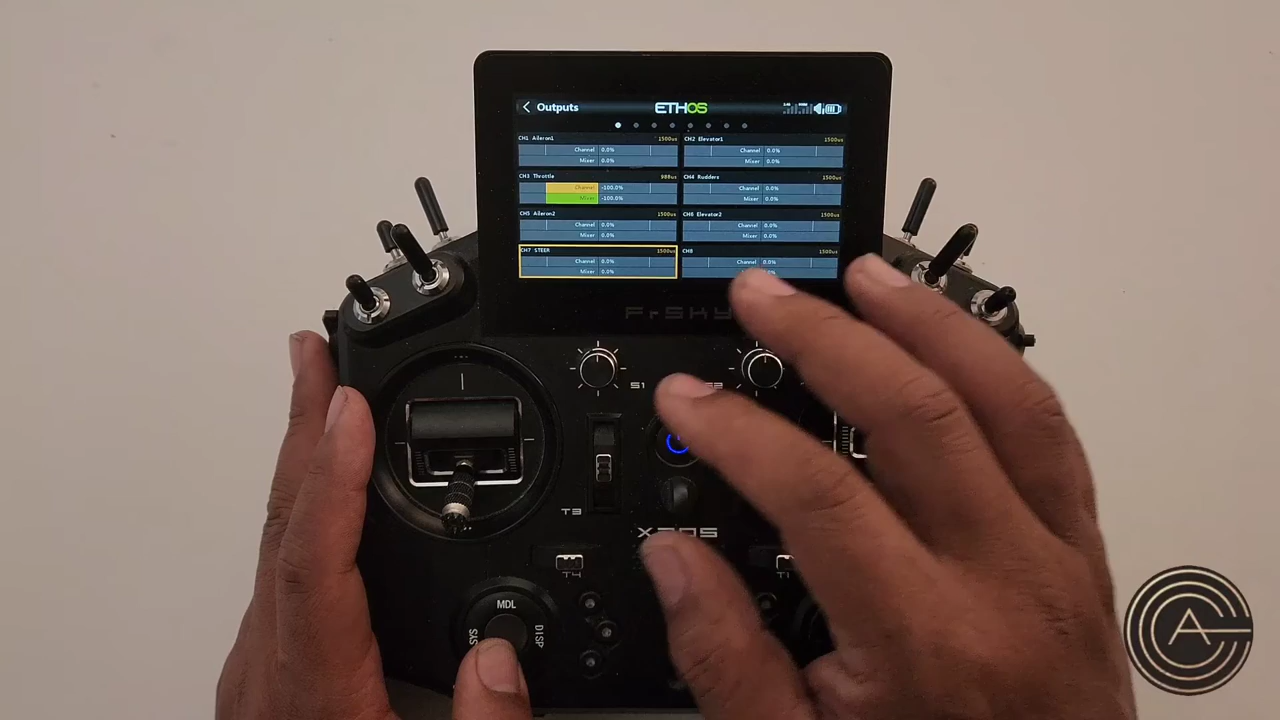 Outputs
ETHOS
CH1 Aileron1 1500us
Channel 0.0%
Mixer 0.0%
CH2 Elevator1 1500us
Channel 0.0%
Mixer 0.0%
CH3 Throttle 988us
Channel -100.0%
Mixer -100.0%
CH4 Rudders 1500us
Channel 0.0%
Mixer 0.0%
CH5 Aileron2 1500us
Channel 0.0%
Mixer 0.0%
CH6 Elevator2 1500us
Channel 0.0%
Mixer 0.0%
CH7 STEER 1500us
Channel 0.0%
Mixer 0.0%
CH8 1500us
Channel 0.0%
FrSKY
S1
T3
X20S
T4
T1
MDL
SYS
DISP